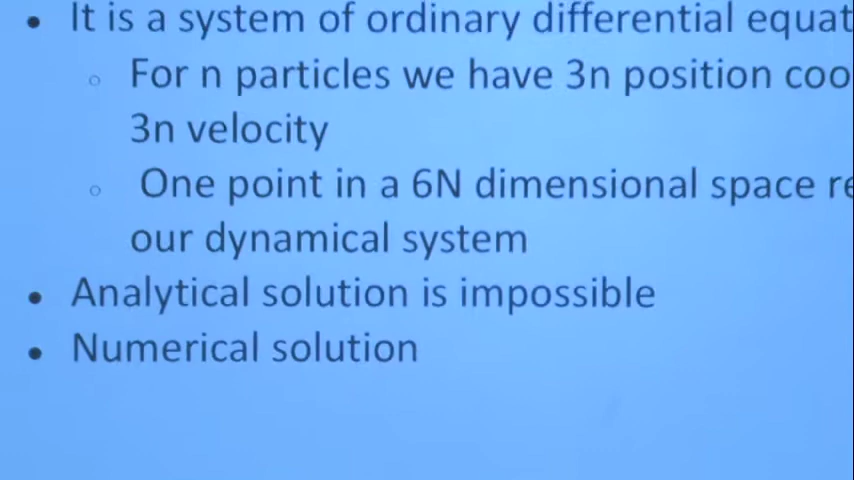 • It is a system of ordinary differential equat
○ For n particles we have 3n position coo
3n velocity
○ One point in a 6N dimensional space re
our dynamical system
• Analytical solution is impossible
• Numerical solution